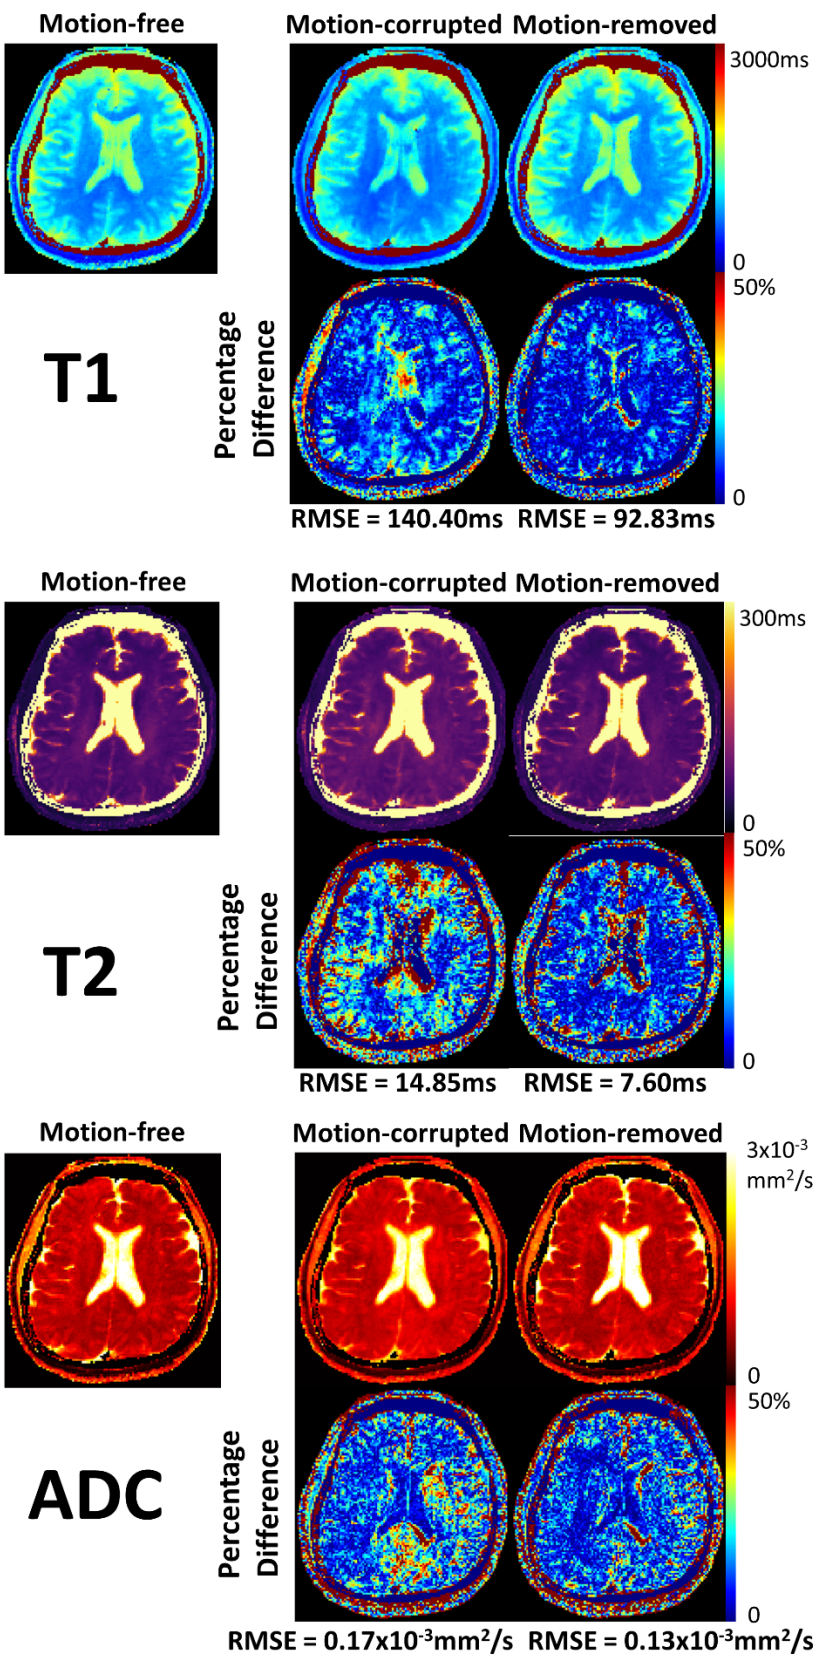 Motion-free
Motion-corrupted Motion-removed
3000ms
0
T1
Percentage
Difference
50%
0
RMSE = 140.40ms RMSE = 92.83ms
Motion-free
Motion-corrupted Motion-removed
300ms
0
T2
Percentage
Difference
50%
0
RMSE = 14.85ms RMSE = 7.60ms
Motion-free
Motion-corrupted Motion-removed
3x10⁻³
mm²/s
0
ADC
Percentage
Difference
50%
0
RMSE = 0.17x10⁻³mm²/s RMSE = 0.13x10⁻³mm²/s